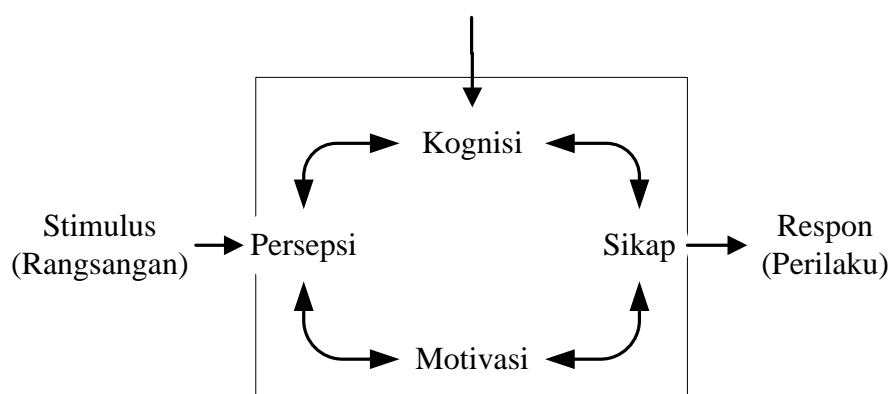 Kognisi
Stimulus
(Rangsangan)
Persepsi
Sikap
Respon
(Perilaku)
Motivasi